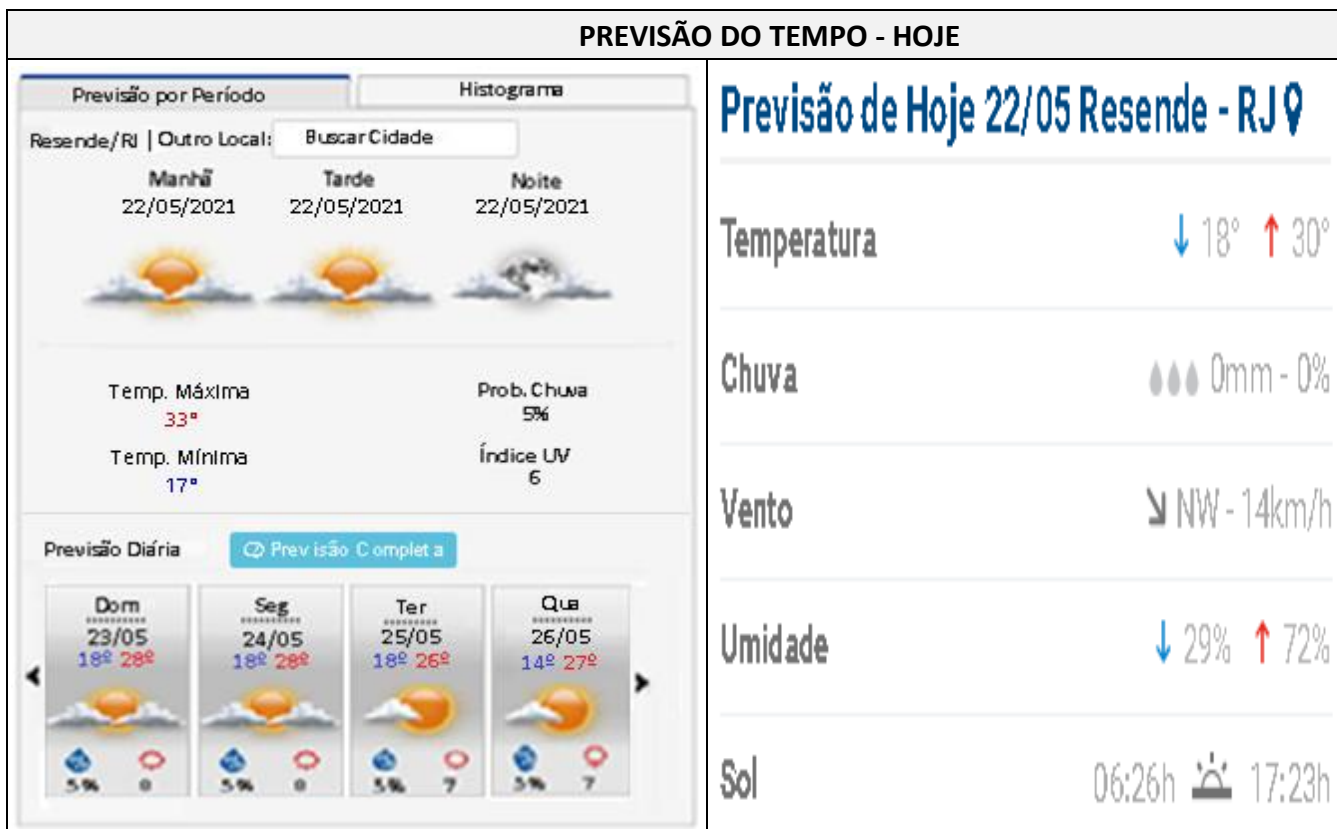 PREVISÃO DO TEMPO - HOJE
Previsão por Período
Histograma
Resende/RJ | Outro Local: Buscar Cidade
Manhã Tarde Noite
22/05/2021 22/05/2021 22/05/2021
Temp. Máxima Prob. Chuva
33° 5%
Temp. Mínima Índice UV
17° 6
Previsão Diária Previsão Completa
Dom Seg Ter Qua
23/05 24/05 25/05 26/05
18º 28º 18º 28º 18º 26º 14º 27º
5% 5% 5% 7 5% 7
Previsão de Hoje 22/05 Resende - RJ
Temperatura 18° 30°
Chuva 0mm - 0%
Vento NW - 14km/h
Umidade 29% 72%
Sol 06:26h 17:23h